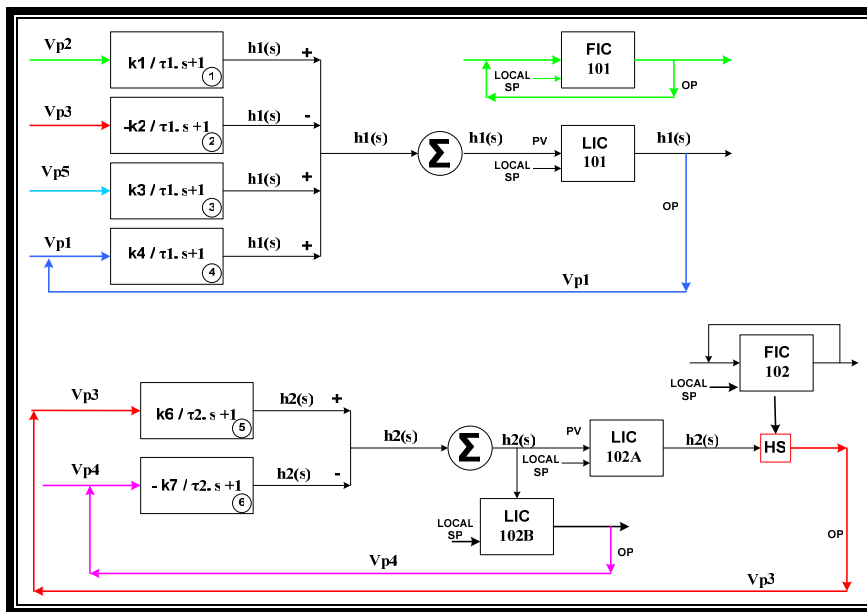 Vp2
k1 / τ1. s+1
1
h1(s)
+
Vp3
-k2 / τ1. s +1
2
h1(s)
-
Vp5
k3 / τ1. s+1
3
h1(s)
+
Vp1
k4 / τ1. s+1
4
h1(s)
+
h1(s)
Σ
h1(s)
PV
LOCAL
SP
LIC
101
h1(s)
OP
Vp1
LOCAL
SP
FIC
101
OP
Vp3
k6 / τ2. s +1
5
h2(s)
+
Vp4
- k7 / τ2. s +1
6
h2(s)
-
h2(s)
Σ
h2(s)
PV
LOCAL
SP
LIC
102A
h2(s)
HS
LOCAL
SP
FIC
102
LOCAL
SP
LIC
102B
OP
Vp4
OP
Vp3